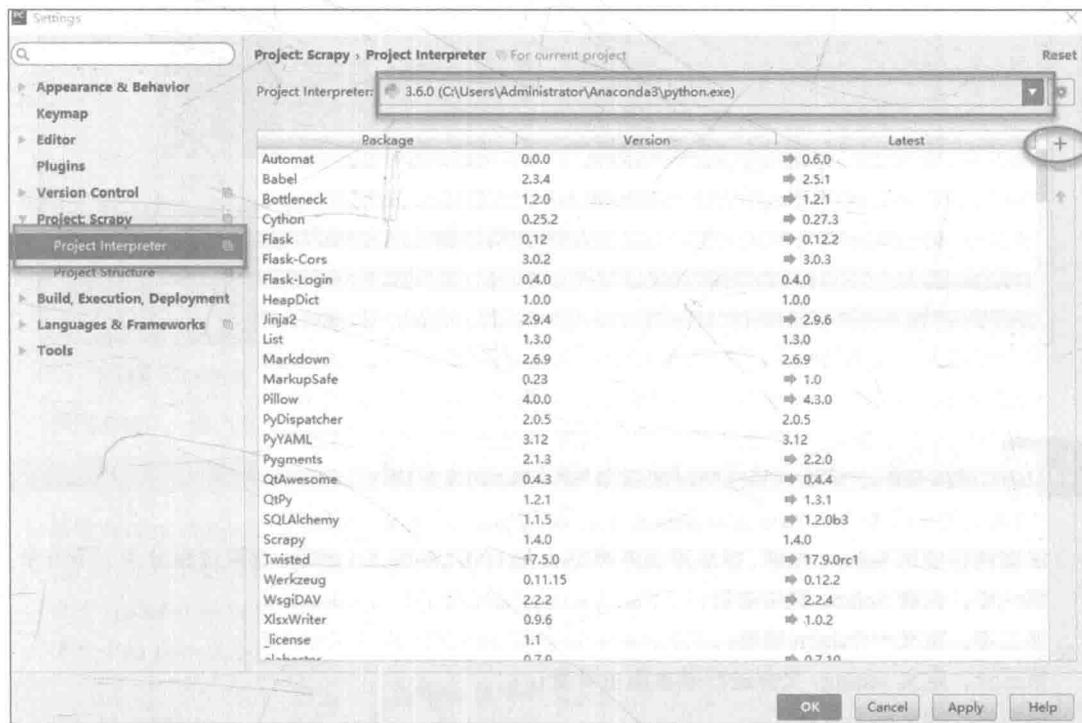 PC Settings
Project: Scrapy › Project Interpreter For current project
Reset
Appearance & Behavior
Keymap
Editor
Plugins
Version Control
Project: Scrapy
Project Interpreter
Project Structure
Build, Execution, Deployment
Languages & Frameworks
Tools
Project Interpreter: 3.6.0 (C:\Users\Administrator\Anaconda3\python.exe)
Package Version Latest
Automat 0.0.0 0.6.0
Babel 2.3.4 2.5.1
Bottleneck 1.2.0 1.2.1
Cython 0.25.2 0.27.3
Flask 0.12 0.12.2
Flask-Cors 3.0.2 3.0.3
Flask-Login 0.4.0 0.4.0
HeapDict 1.0.0 1.0.0
Jinja2 2.9.4 2.9.6
List 1.3.0 1.3.0
Markdown 2.6.9 2.6.9
MarkupSafe 0.23 1.0
Pillow 4.0.0 4.3.0
PyDispatcher 2.0.5 2.0.5
PyYAML 3.12 3.12
Pygments 2.1.3 2.2.0
QtAwesome 0.4.3 0.4.4
QtPy 1.2.1 1.3.1
SQLAlchemy 1.1.5 1.2.0b3
Scrapy 1.4.0 1.4.0
Twisted 17.5.0 17.9.0rc1
Werkzeug 0.11.15 0.12.2
WsgiDAV 2.2.2 2.2.4
XlsxWriter 0.9.6 1.0.2
_license 1.1
alabaster 0.7.9 0.7.10
OK Cancel Apply Help